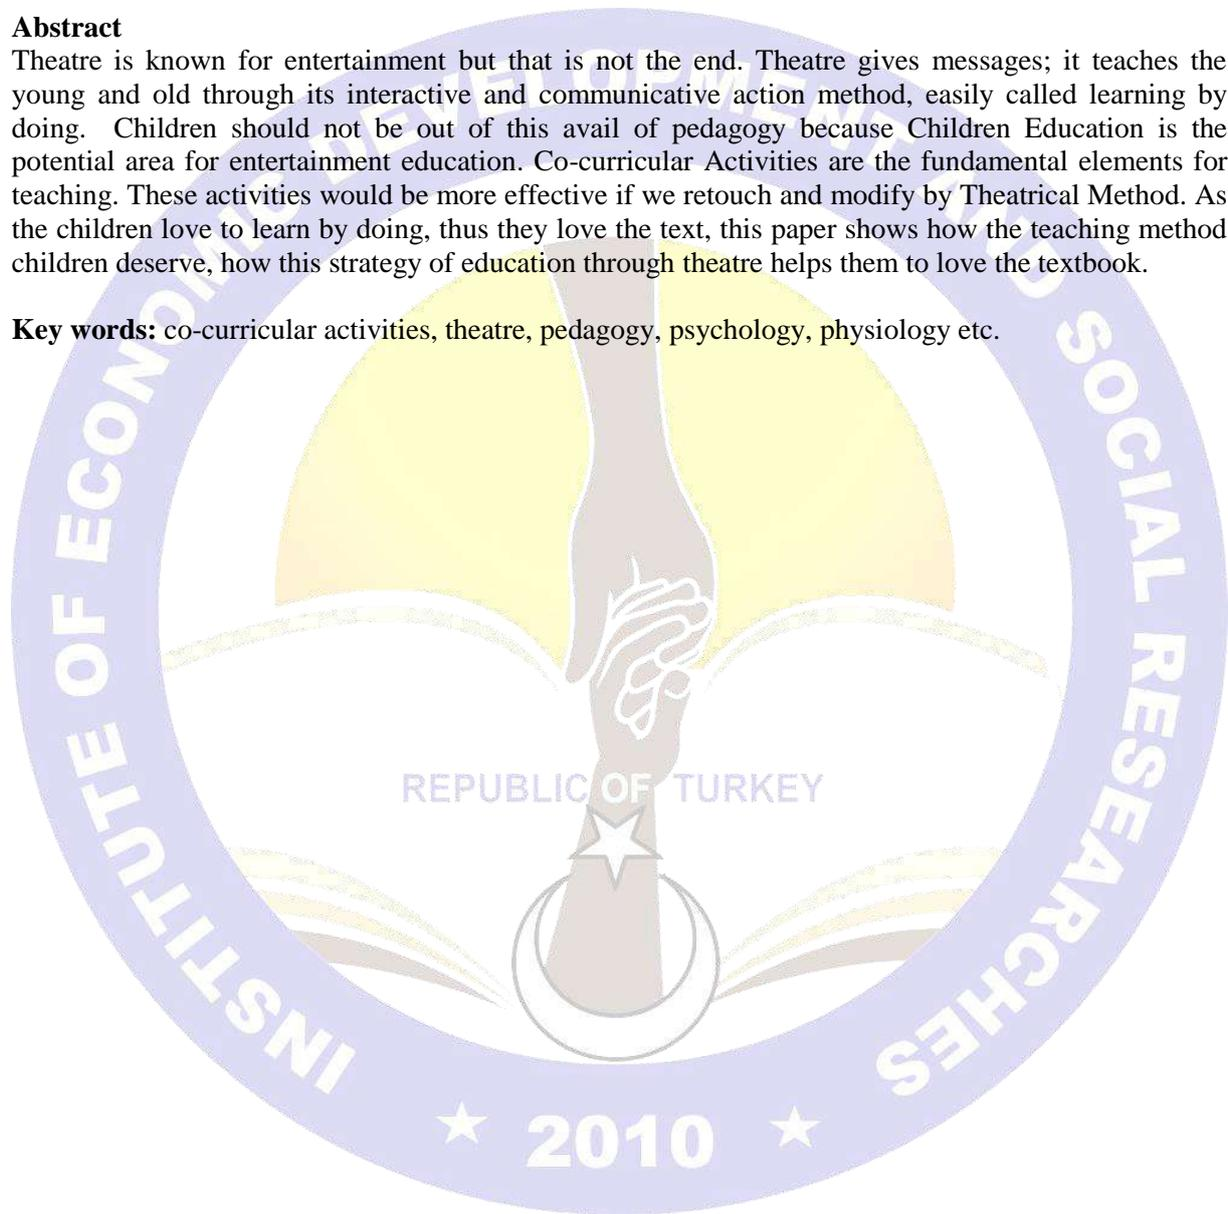 Abstract
Theatre is known for entertainment but that is not the end. Theatre gives messages; it teaches the
young and old through its interactive and communicative action method, easily called learning by
doing. Children should not be out of this avail of pedagogy because Children Education is the
potential area for entertainment education. Co-curricular Activities are the fundamental elements for
teaching. These activities would be more effective if we retouch and modify by Theatrical Method. As
the children love to learn by doing, thus they love the text, this paper shows how the teaching method
children deserve, how this strategy of education through theatre helps them to love the textbook.
Key words: co-curricular activities, theatre, pedagogy, psychology, physiology etc.
INSTITUTE OF ECONOMIC DEVELOPMENT AND SOCIAL RESEARCHES
REPUBLIC OF TURKEY
2010